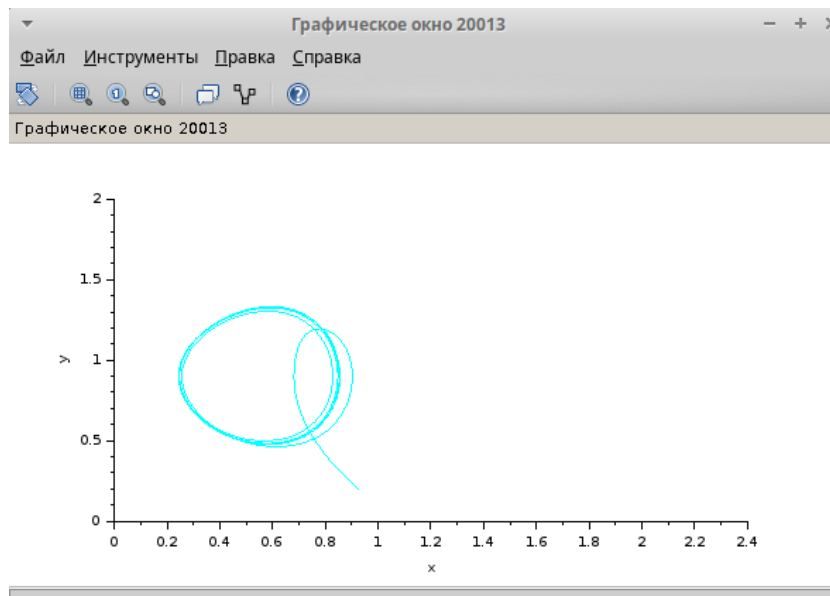 Графическое окно 20013
Файл Инструменты Правка Справка
Графическое окно 20013
2
1.5
y
1
0.5
0
0 0.2 0.4 0.6 0.8 1 1.2 1.4 1.6 1.8 2 2.2 2.4
x